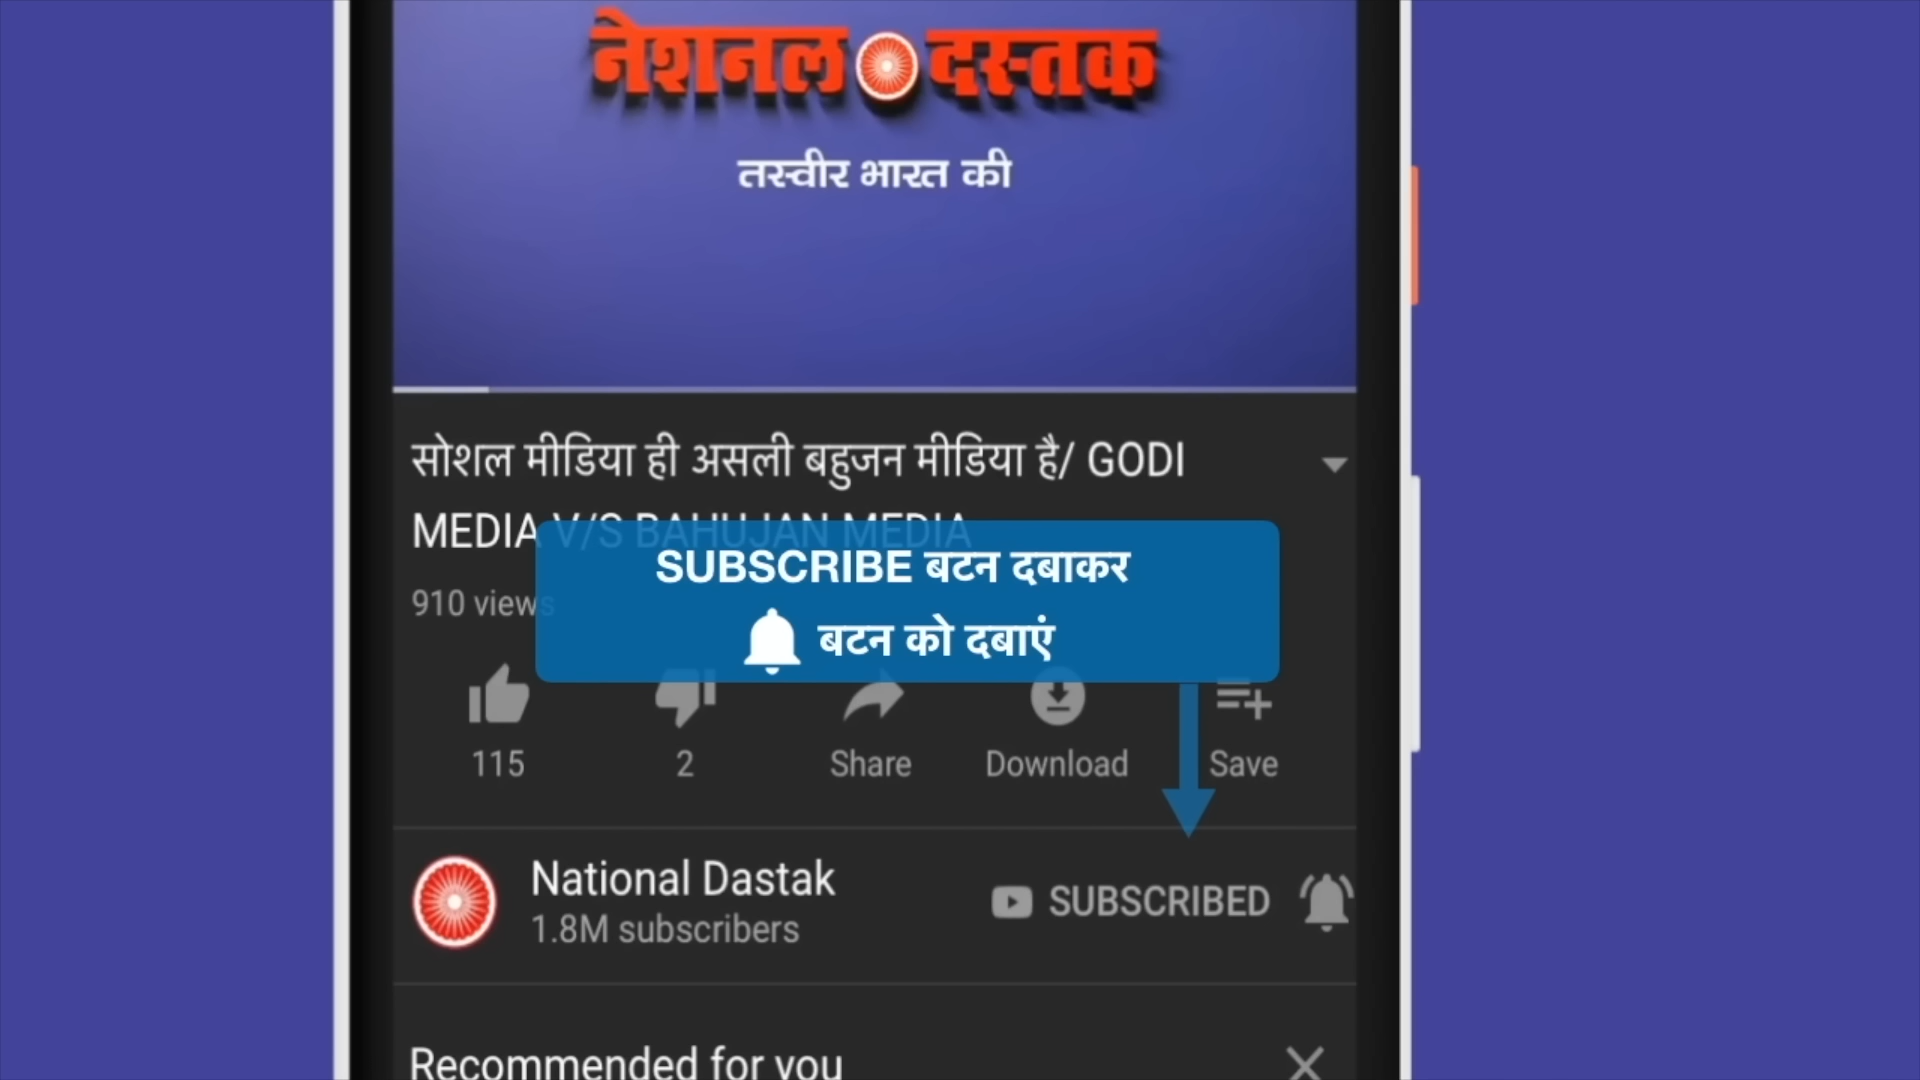 नेशनल दस्तक
तस्वीर भारत की
सोशल मीडिया ही असली बहुजन मीडिया है/ GODI
MEDIA V/S BAHUJAN MEDIA
910 views
SUBSCRIBE बटन दबाकर
बटन को दबाएं
115 2 Share Download Save
National Dastak
1.8M subscribers
SUBSCRIBED
Recommended for you